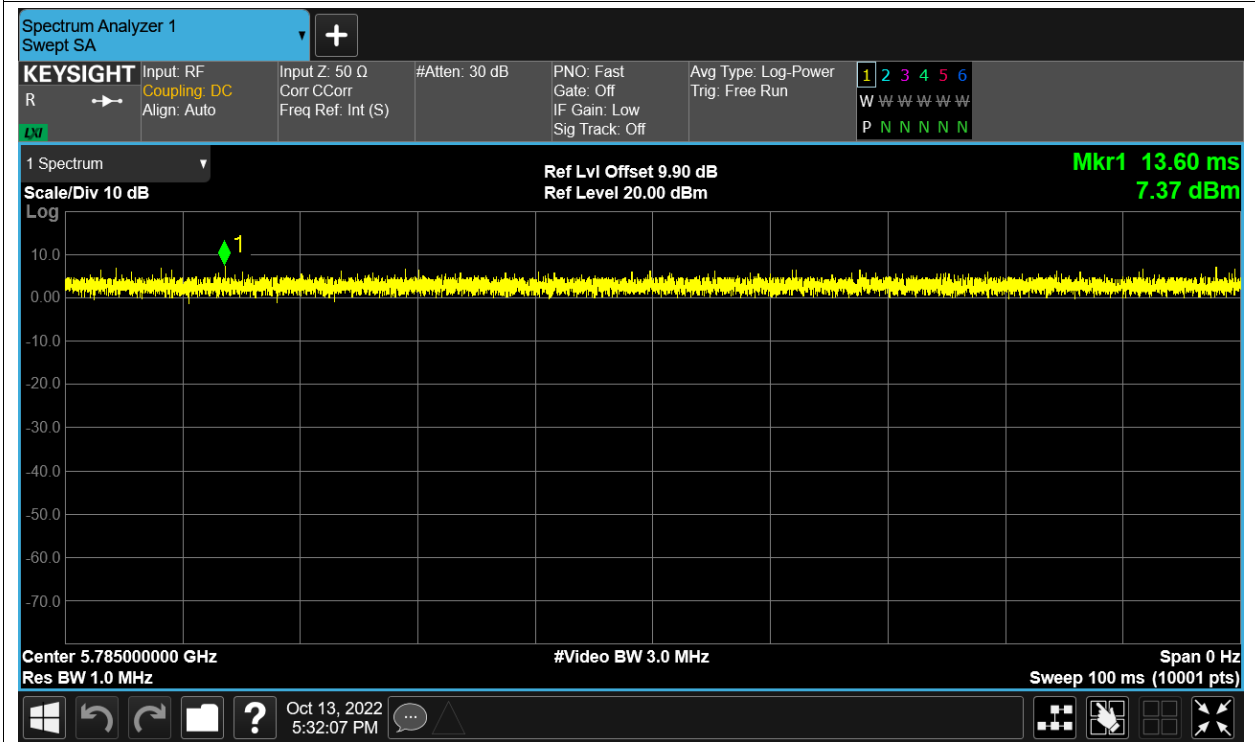 Spectrum Analyzer 1
Swept SA
KEYSIGHT
R
LXI
Input: RF
Coupling: DC
Align: Auto
Input Z: 50 Ω
Corr CCorr
Freq Ref: Int (S)
#Atten: 30 dB
PNO: Fast
Gate: Off
IF Gain: Low
Sig Track: Off
Avg Type: Log-Power
Trig: Free Run
1 2 3 4 5 6
W W W W W W
P N N N N N
1 Spectrum
Scale/Div 10 dB
Log
Ref Lvl Offset 9.90 dB
Ref Level 20.00 dBm
Mkr1 13.60 ms
7.37 dBm
1
10.0
0.00
-10.0
-20.0
-30.0
-40.0
-50.0
-60.0
-70.0
Center 5.785000000 GHz
Res BW 1.0 MHz
#Video BW 3.0 MHz
Span 0 Hz
Sweep 100 ms (10001 pts)
?
Oct 13, 2022
5:32:07 PM